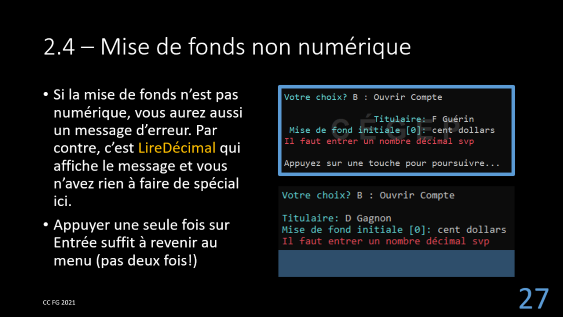 2.4 – Mise de fonds non numérique
• Si la mise de fonds n’est pas
numérique, vous aurez aussi
un message d’erreur. Par
contre, c’est LireDécimal qui
affiche le message et vous
n’avez rien à faire de spécial
ici.
• Appuyer une seule fois sur
Entrée suffit à revenir au
menu (pas deux fois!)
Votre choix? B : Ouvrir Compte
Titulaire: F Guérin
Mise de fond initiale [0]: cent dollars
Il faut entrer un nombre décimal svp
Appuyez sur une touche pour poursuivre...
CÉGEP
Votre choix? B : Ouvrir Compte
Titulaire: D Gagnon
Mise de fond initiale [0]: cent dollars
Il faut entrer un nombre décimal svp
CC FG 2021
27